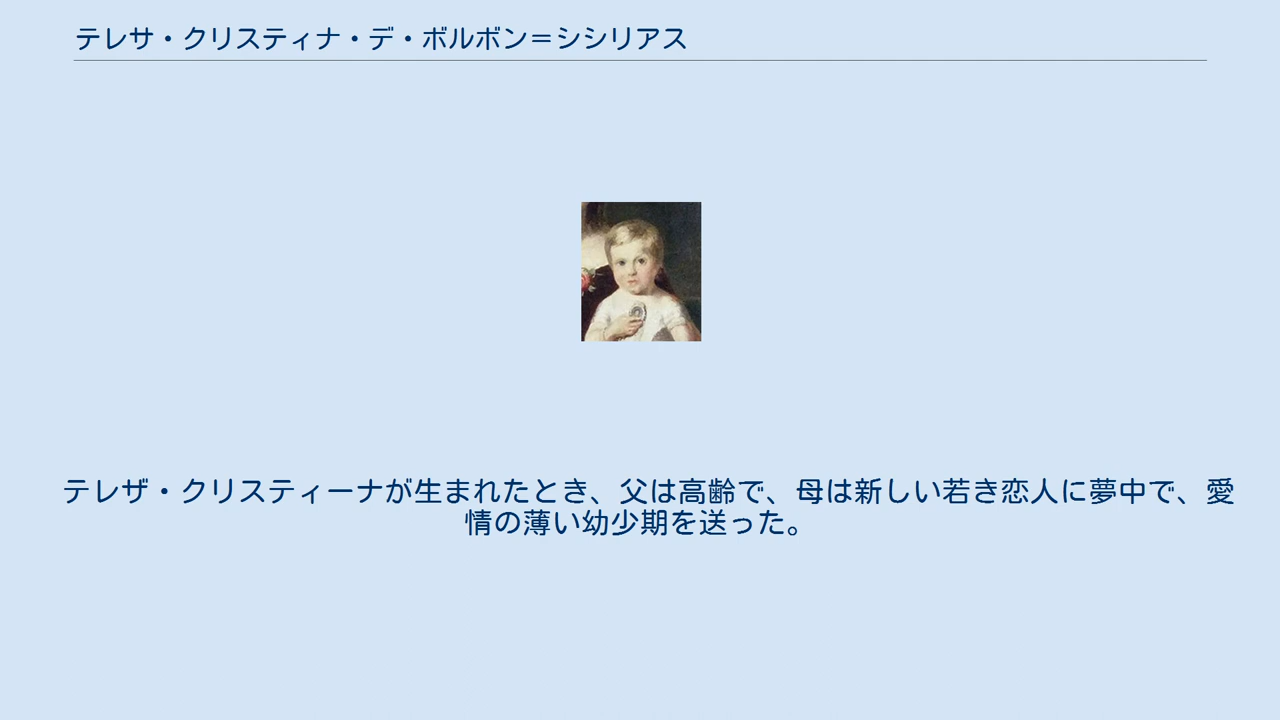 テレサ・クリスティナ・デ・ボルボン＝シシリアス
テレザ・クリスティーナが生まれたとき、父は高齢で、母は新しい若き恋人に夢中で、愛
情の薄い幼少期を送った。